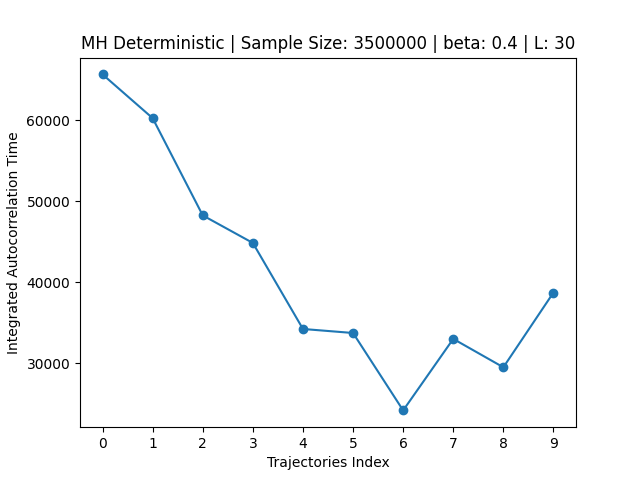 MH Deterministic | Sample Size: 3500000 | beta: 0.4 | L: 30
Integrated Autocorrelation Time
60000
50000
40000
30000
0 1 2 3 4 5 6 7 8 9
Trajectories Index